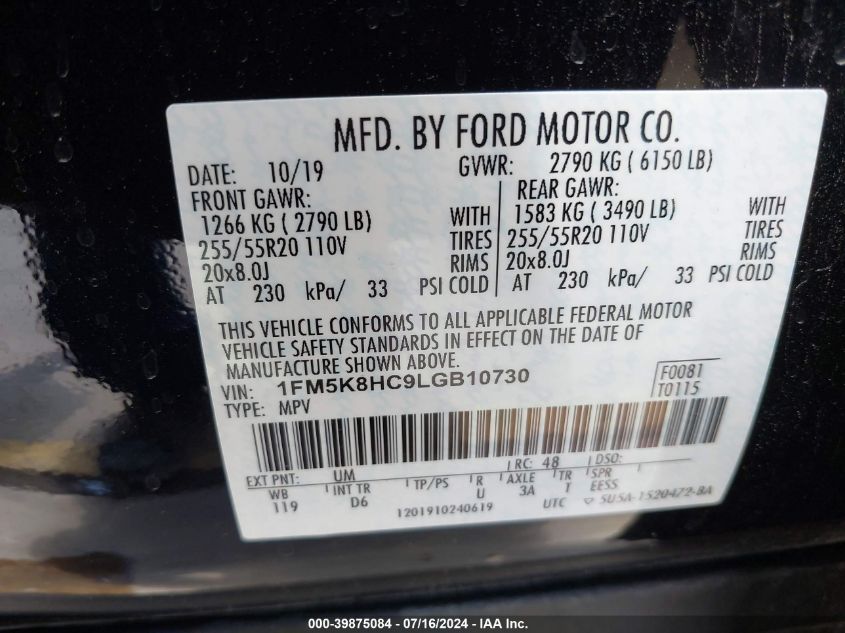 MFD. BY FORD MOTOR CO.
DATE: 10/19 GVWR: 2790 KG ( 6150 LB)
FRONT GAWR: REAR GAWR:
1266 KG ( 2790 LB) WITH 1583 KG ( 3490 LB) WITH
255/55R20 110V TIRES 255/55R20 110V TIRES
20x8.0J RIMS 20x8.0J RIMS
AT 230 kPa/ 33 PSI COLD AT 230 kPa/ 33 PSI COLD
THIS VEHICLE CONFORMS TO ALL APPLICABLE FEDERAL MOTOR
VEHICLE SAFETY STANDARDS IN EFFECT ON THE DATE OF
MANUFACTURE SHOWN ABOVE.
VIN: 1FM5K8HC9LGB10730 F0081
TYPE: MPV T0115
EXT PNT: UM RC: 48 DSO:
WB INT TR TP/PS R AXLE TR SPR
119 D6 U 3A T EESS
1201910240619 UTC 5U5A-1520472-BA
000-39875084 - 07/16/2024 - IAA Inc.